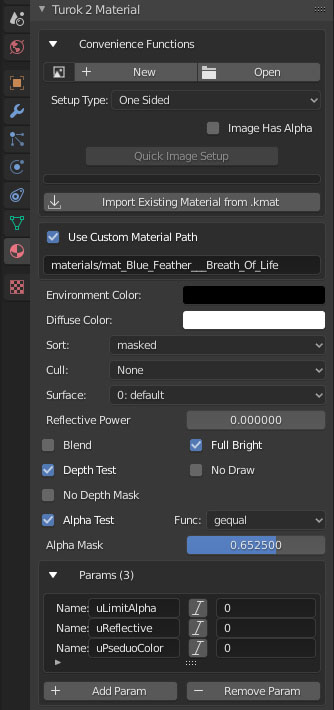 Turok 2 Material
Convenience Functions
New Open
Setup Type: One Sided
Image Has Alpha
Quick Image Setup
Import Existing Material from .kmat
Use Custom Material Path
materials/mat_Blue_Feather___Breath_Of_Life
Environment Color:
Diffuse Color:
Sort: masked
Cull: None
Surface: 0: default
Reflective Power 0.000000
Blend Full Bright
Depth Test No Draw
No Depth Mask
Alpha Test Func: gequal
Alpha Mask 0.652500
Params (3)
Name: uLimitAlpha 0
Name: uReflective 0
Name: uPseduoColor 0
Add Param Remove Param